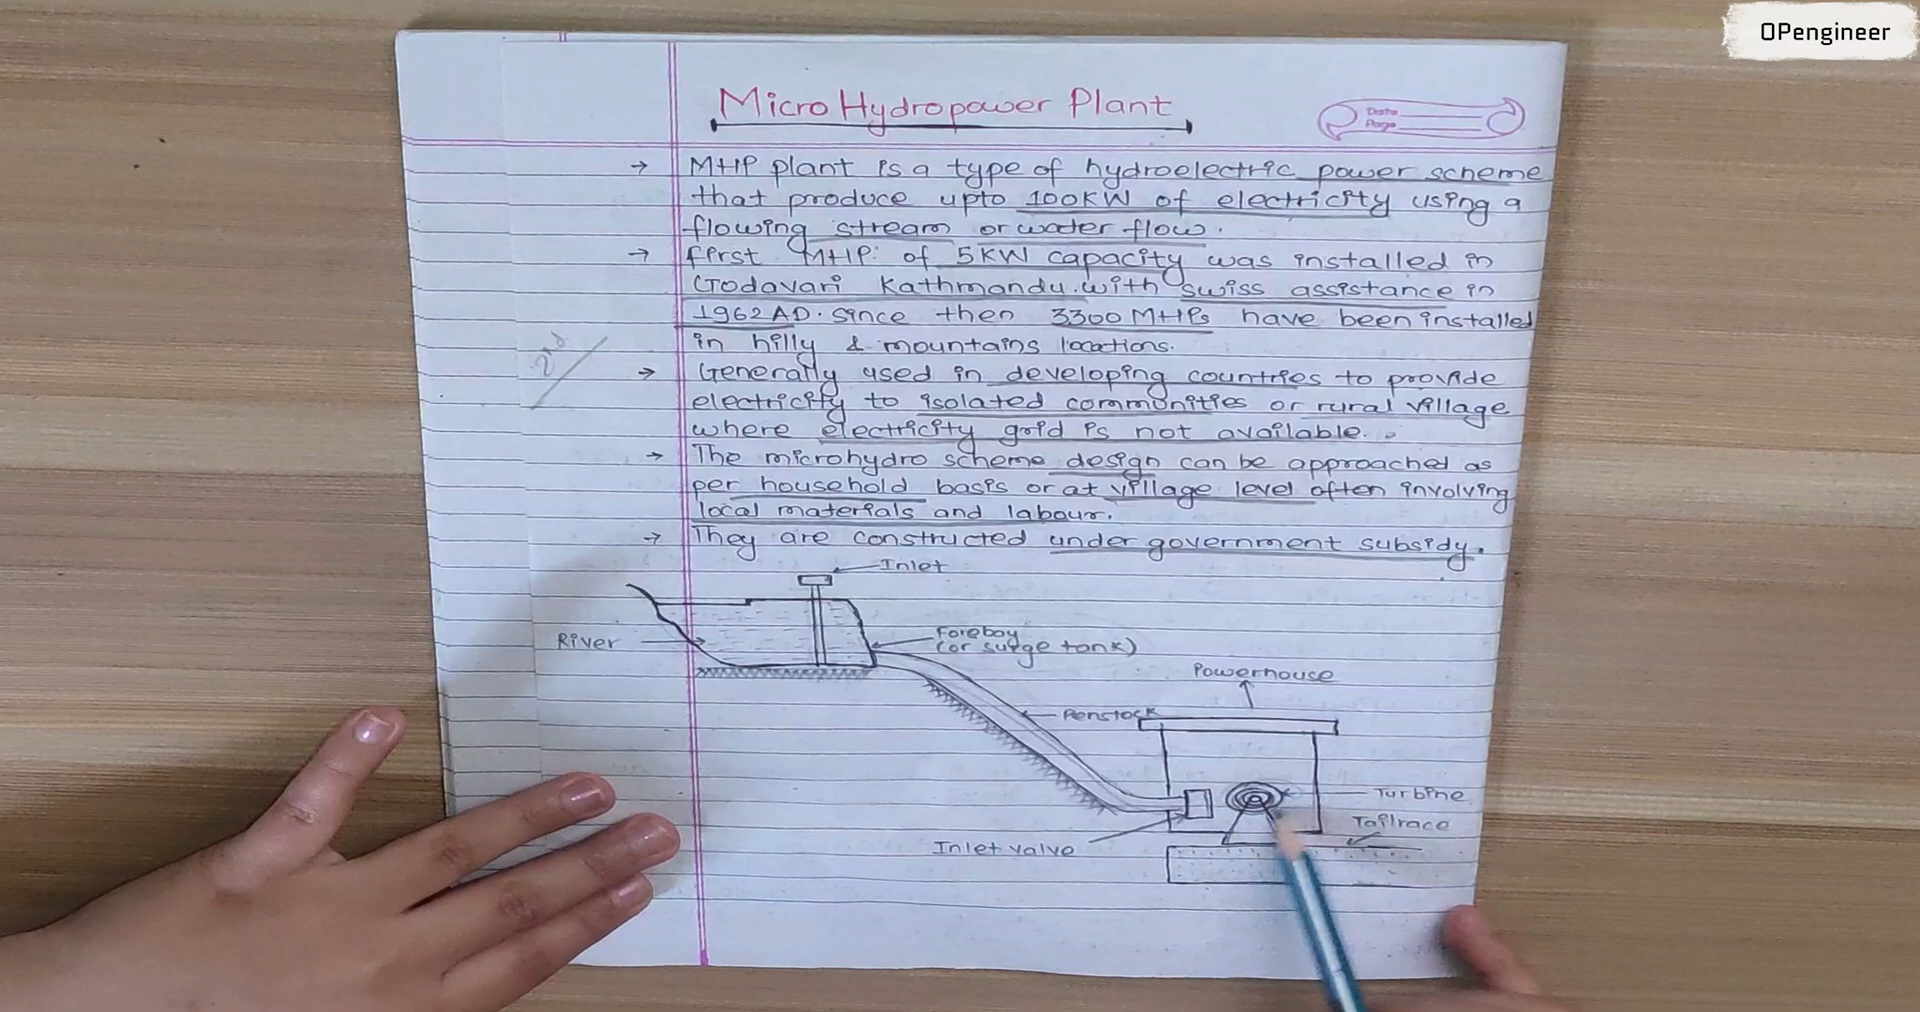 OPengineer
Micro Hydropower Plant
Date
Page
→ MHP plant is a type of hydroelectric power scheme
that produce upto 100KW of electricity using a
flowing stream or water flow.
→ first MHP of 5KW capacity was installed in
Godavari Kathmandu with swiss assistance in
1962 AD. Since then 3300 MHPs have been installed
in hilly & mountains locations.
2nd
→ Generally used in developing countries to provide
electricity to isolated communities or rural village
where electricity grid is not available.
→ The microhydro scheme design can be approached as
per household basis or at village level often involving
local materials and labour.
→ They are constructed under government subsidy.
Inlet
River
Forebay
(or surge tank)
Powerhouse
Penstock
Turbine
Tailrace
Inlet valve